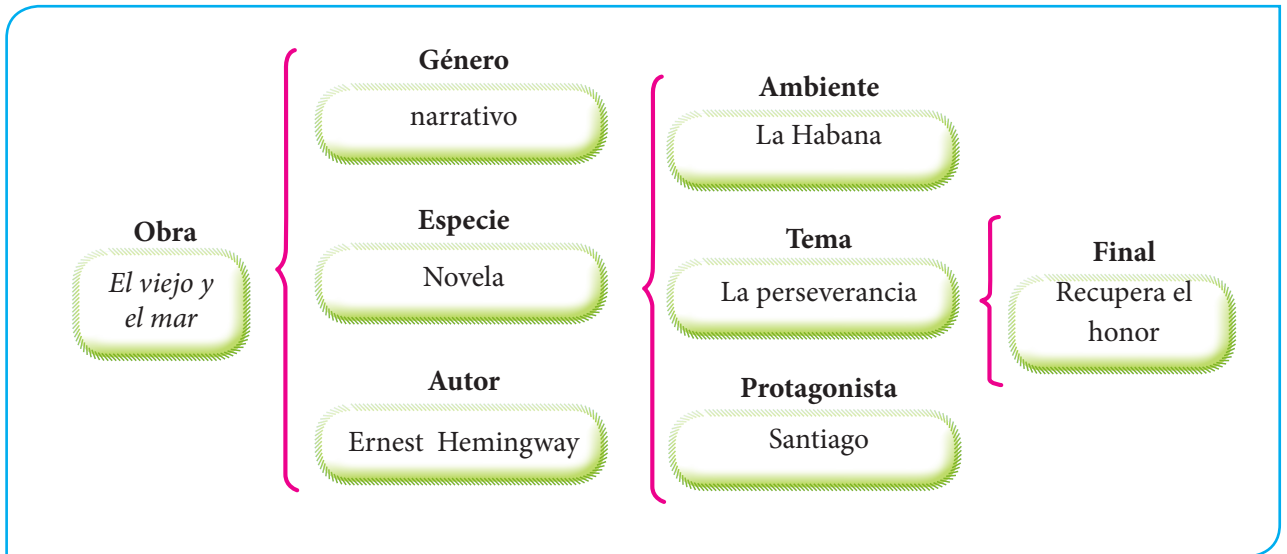 Obra
El viejo y
el mar
Género
narrativo
Especie
Novela
Autor
Ernest Hemingway
Ambiente
La Habana
Tema
La perseverancia
Protagonista
Santiago
Final
Recupera el
honor